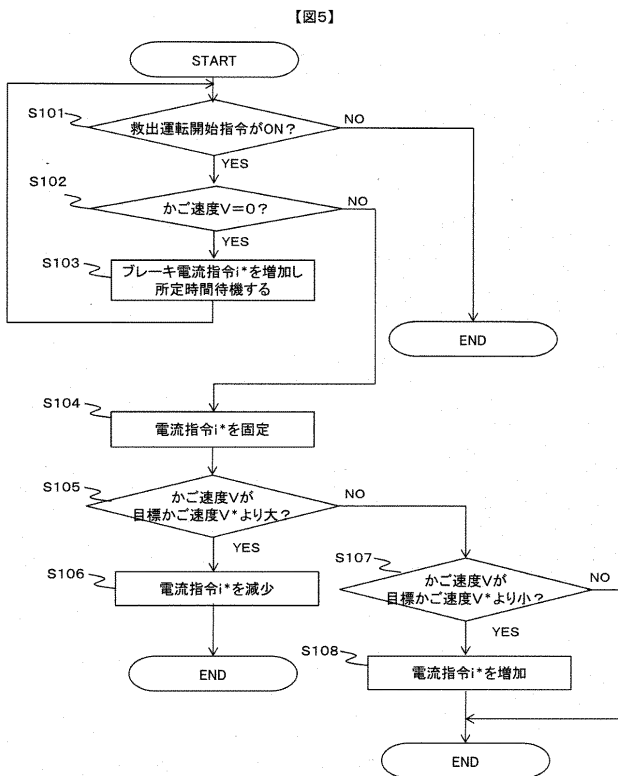 【図5】
START
S101
救出運転開始指令がON?
NO
YES
S102
かご速度V=0?
NO
YES
S103
ブレーキ電流指令i*を増加し
所定時間待機する
END
S104
電流指令i*を固定
S105
かご速度Vが
目標かご速度V*より大?
NO
YES
S106
電流指令i*を減少
END
S107
かご速度Vが
目標かご速度V*より小?
NO
YES
S108
電流指令i*を増加
END